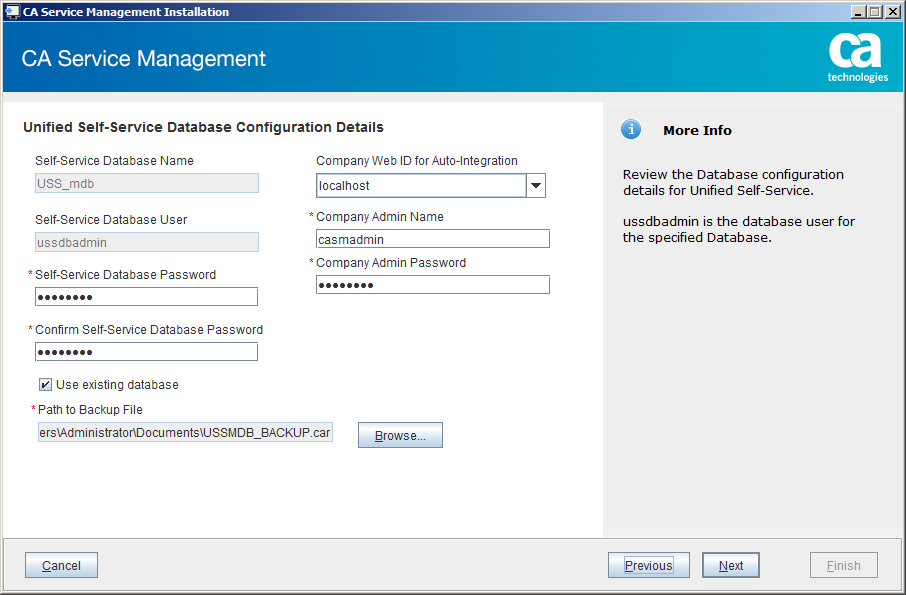 CA Service Management Installation
CA Service Management
ca
technologies
Unified Self-Service Database Configuration Details
Self-Service Database Name
USS_mdb
Self-Service Database User
ussdbadmin
* Self-Service Database Password
●●●●●●●●
* Confirm Self-Service Database Password
●●●●●●●●
Use existing database
* Path to Backup File
ers\Administrator\Documents\USSMDB_BACKUP.car
Browse...
Company Web ID for Auto-Integration
localhost
* Company Admin Name
casmadmin
* Company Admin Password
●●●●●●●●
More Info
Review the Database configuration
details for Unified Self-Service.
ussdbadmin is the database user for
the specified Database.
Cancel
Previous
Next
Finish